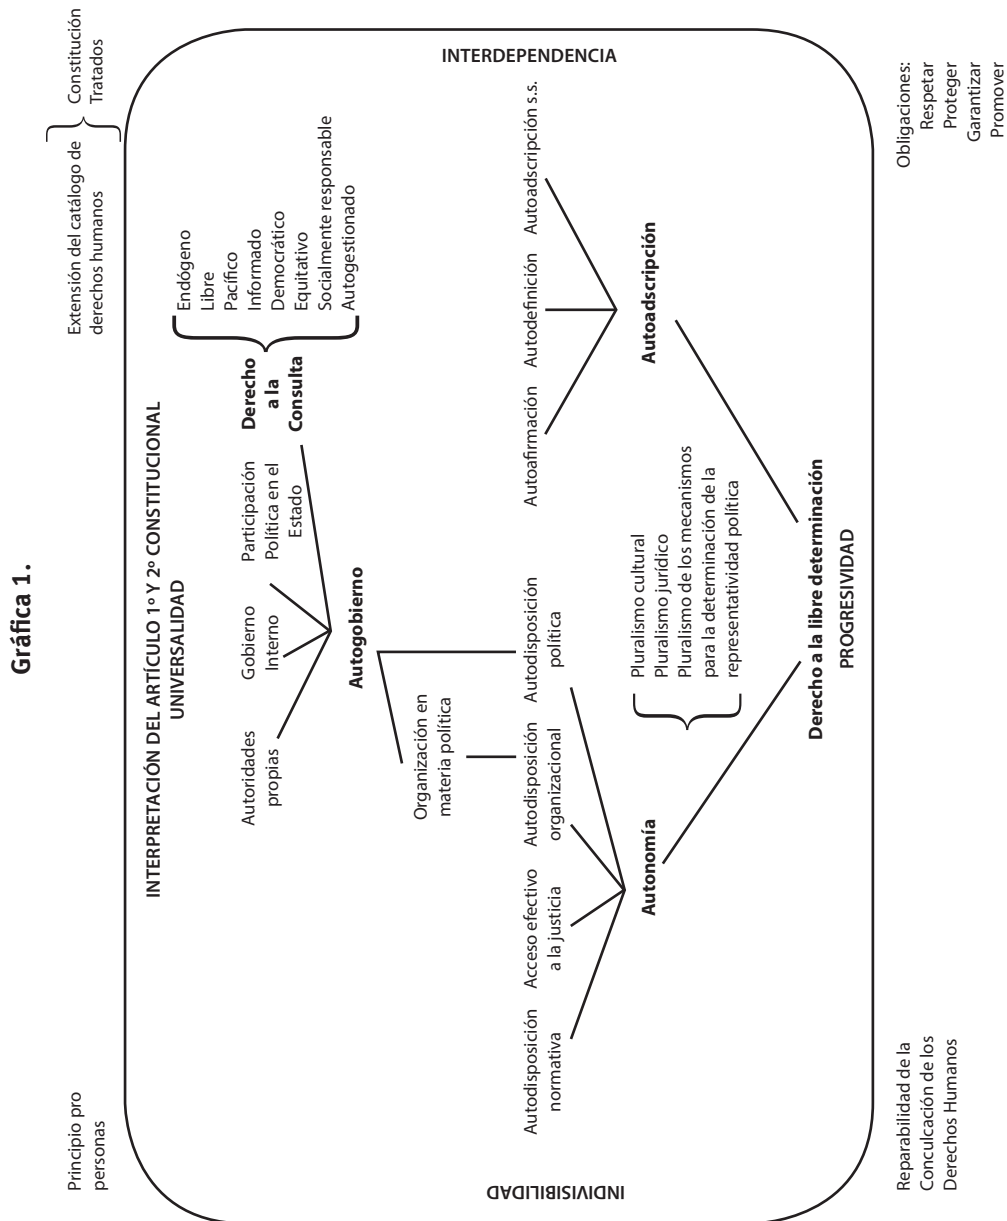 Gráfica 1.
Principio pro
personas
Extensión del catálogo de
derechos humanos
Constitución
Tratados
INTERPRETACIÓN DEL ARTÍCULO 1º Y 2º CONSTITUCIONAL
UNIVERSALIDAD
INDIVISIBILIDAD
INTERDEPENDENCIA
Autoridades
propias
Gobierno
Interno
Participación
Política en el
Estado
Derecho
a la
Consulta
Endógeno
Libre
Pacífico
Informado
Democrático
Equitativo
Socialmente responsable
Autogestionado
Autogobierno
Organización en
materia política
Autodisposición
normativa
Acceso efectivo
a la justicia
Autodisposición
organizacional
Autodisposición
política
Autoafirmación
Autodefinición
Autoadscripción s.s.
Autonomía
Pluralismo cultural
Pluralismo jurídico
Pluralismo de los mecanismos
para la determinación de la
representatividad política
Autoadscripción
Derecho a la libre determinación
PROGRESIVIDAD
Reparabilidad de la
Conculcación de los
Derechos Humanos
Obligaciones:
Respetar
Proteger
Garantizar
Promover